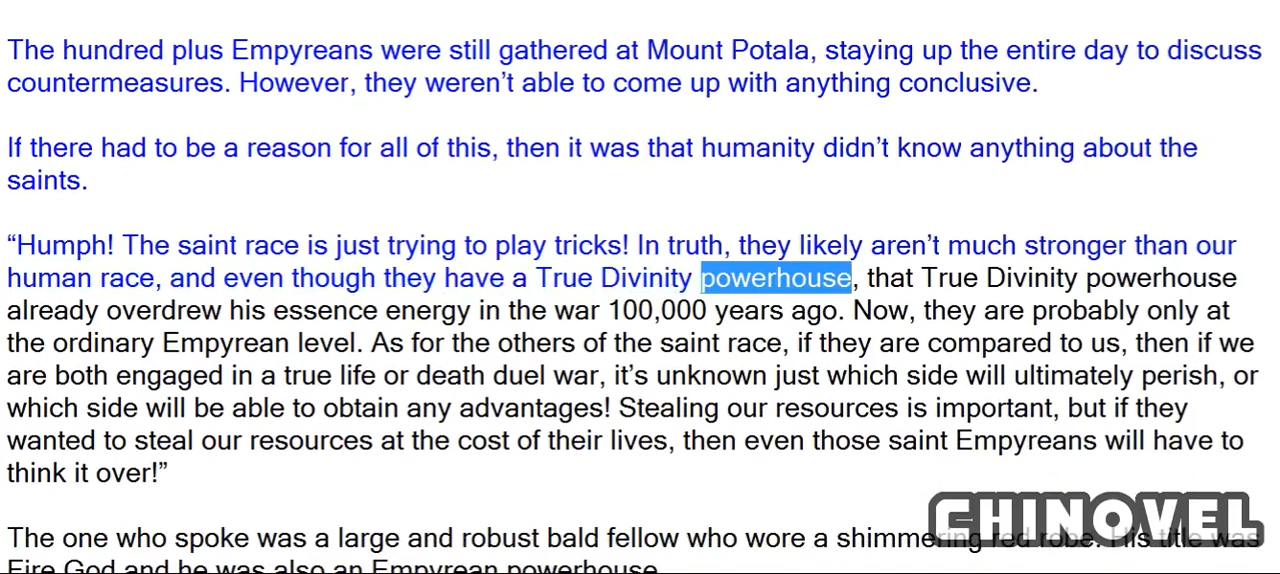 The hundred plus Empyreans were still gathered at Mount Potala, staying up the entire day to discuss
countermeasures. However, they weren’t able to come up with anything conclusive.
If there had to be a reason for all of this, then it was that humanity didn’t know anything about the
saints.
“Humph! The saint race is just trying to play tricks! In truth, they likely aren’t much stronger than our
human race, and even though they have a True Divinity powerhouse, that True Divinity powerhouse
already overdrew his essence energy in the war 100,000 years ago. Now, they are probably only at
the ordinary Empyrean level. As for the others of the saint race, if they are compared to us, then if we
are both engaged in a true life or death duel war, it’s unknown just which side will ultimately perish, or
which side will be able to obtain any advantages! Stealing our resources is important, but if they
wanted to steal our resources at the cost of their lives, then even those saint Empyreans will have to
think it over!”
CHINOVEL
The one who spoke was a large and robust bald fellow who wore a shimmering red robe. His title was
Fire God and he was also an Empyrean powerhouse.